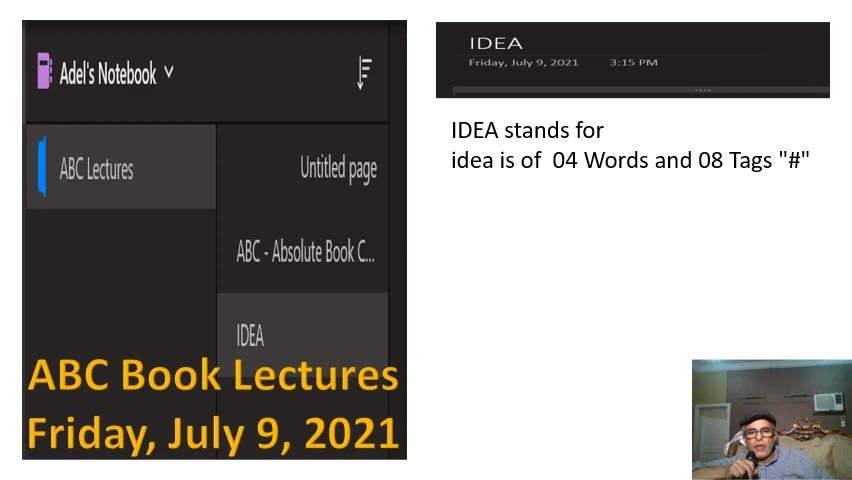 Adel's Notebook
ABC Lectures
Untitled page
ABC - Absolute Book C...
IDEA
ABC Book Lectures
Friday, July 9, 2021
IDEA
Friday, July 9, 2021 3:15 PM
IDEA stands for
idea is of 04 Words and 08 Tags "#"